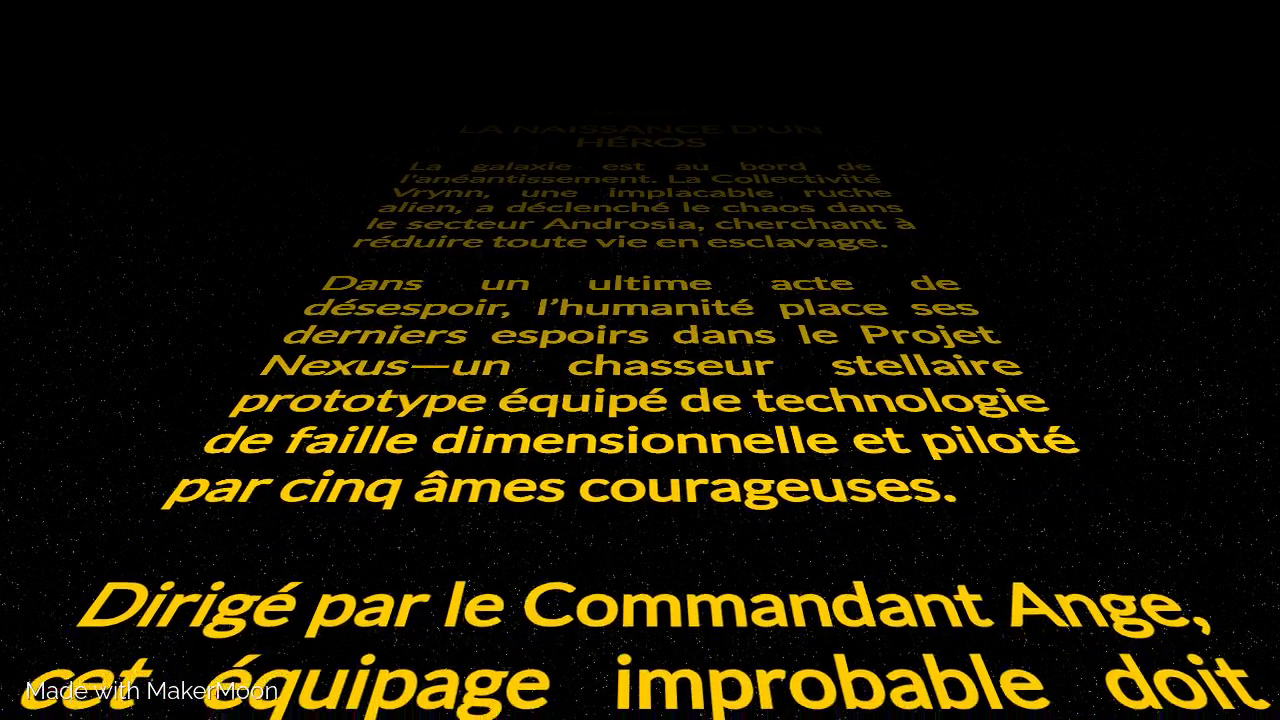 LA NAISSANCE D'UN
HÉROS
La galaxie est au bord de
l'anéantissement. La Collectivité
Vrynn, une implacable ruche
alien, a déclenché le chaos dans
le secteur Androsia, cherchant à
réduire toute vie en esclavage.
Dans un ultime acte de
désespoir, l’humanité place ses
derniers espoirs dans le Projet
Nexus—un chasseur stellaire
prototype équipé de technologie
de faille dimensionnelle et piloté
par cinq âmes courageuses.
Dirigé par le Commandant Ange,
cet équipage improbable doit
Made with MakerMoon